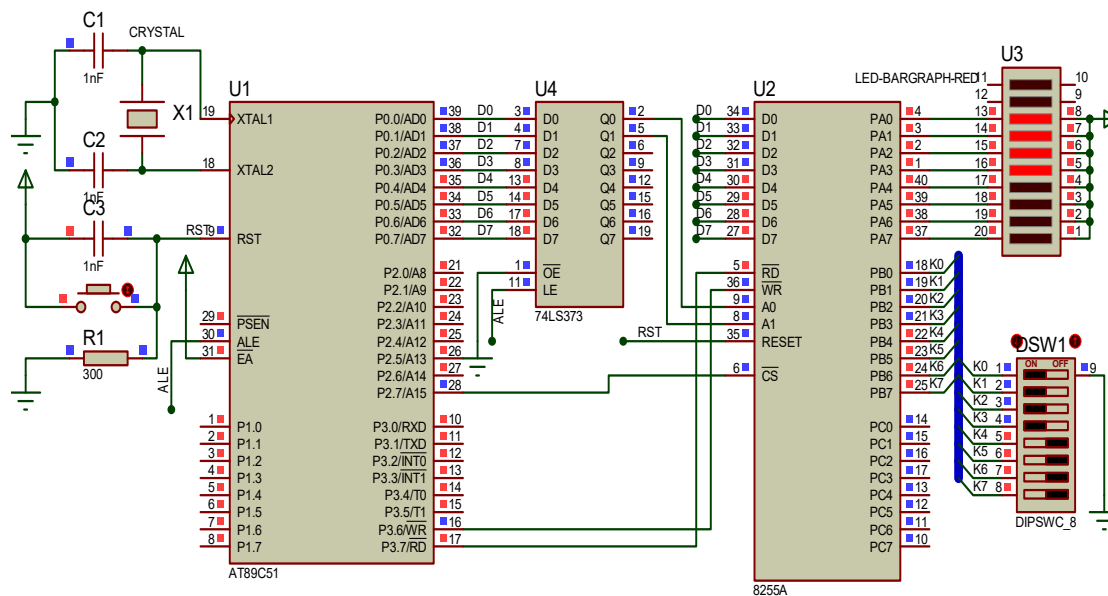 C1
CRYSTAL
1nF
X1
C2
1nF
C3
1nF
RST
R1
300
ALE
U1
19 XTAL1
18 XTAL2
9 RST
29 PSEN
30 ALE
31 EA
1 P1.0
2 P1.1
3 P1.2
4 P1.3
5 P1.4
6 P1.5
7 P1.6
8 P1.7
P0.0/AD0 39 D0
P0.1/AD1 38 D1
P0.2/AD2 37 D2
P0.3/AD3 36 D3
P0.4/AD4 35 D4
P0.5/AD5 34 D5
P0.6/AD6 33 D6
P0.7/AD7 32 D7
P2.0/A8 21
P2.1/A9 22
P2.2/A10 23
P2.3/A11 24
P2.4/A12 25
P2.5/A13 26
P2.6/A14 27
P2.7/A15 28
P3.0/RXD 10
P3.1/TXD 11
P3.2/INT0 12
P3.3/INT1 13
P3.4/T0 14
P3.5/T1 15
P3.6/WR 16
P3.7/RD 17
AT89C51
U4
3 D0 Q0 2
4 D1 Q1 5
7 D2 Q2 6
8 D3 Q3 9
13 D4 Q4 12
14 D5 Q5 15
17 D6 Q6 16
18 D7 Q7 19
1 OE
11 LE
74LS373
ALE
RST
U2
D0 34 D0
D1 33 D1
D2 32 D2
D3 31 D3
D4 30 D4
D5 29 D5
D6 28 D6
D7 27 D7
5 RD
36 WR
9 A0
8 A1
35 RESET
6 CS
PA0 4
PA1 3
PA2 2
PA3 1
PA4 40
PA5 39
PA6 38
PA7 37
PB0 18 K0
PB1 19 K1
PB2 20 K2
PB3 21 K3
PB4 22 K4
PB5 23 K5
PB6 24 K6
PB7 25 K7
PC0 14
PC1 15
PC2 16
PC3 17
PC4 13
PC5 12
PC6 11
PC7 10
8255A
U3
LED-BARGRAPH-RED
11 10
12 9
13 8
14 7
15 6
16 5
17 4
18 3
19 2
20 1
DSW1
ON OFF
K0 1 9
K1 2
K2 3
K3 4
K4 5
K5 6
K6 7
K7 8
DIPSWC_8